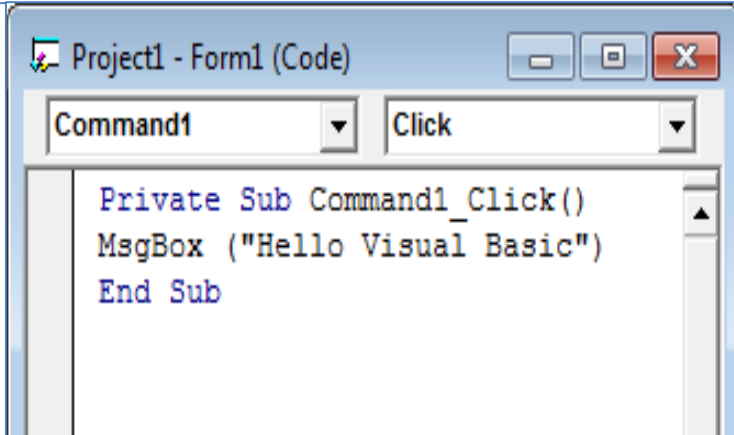 Project1 - Form1 (Code)
Command1 Click
Private Sub Command1_Click()
MsgBox ("Hello Visual Basic")
End Sub